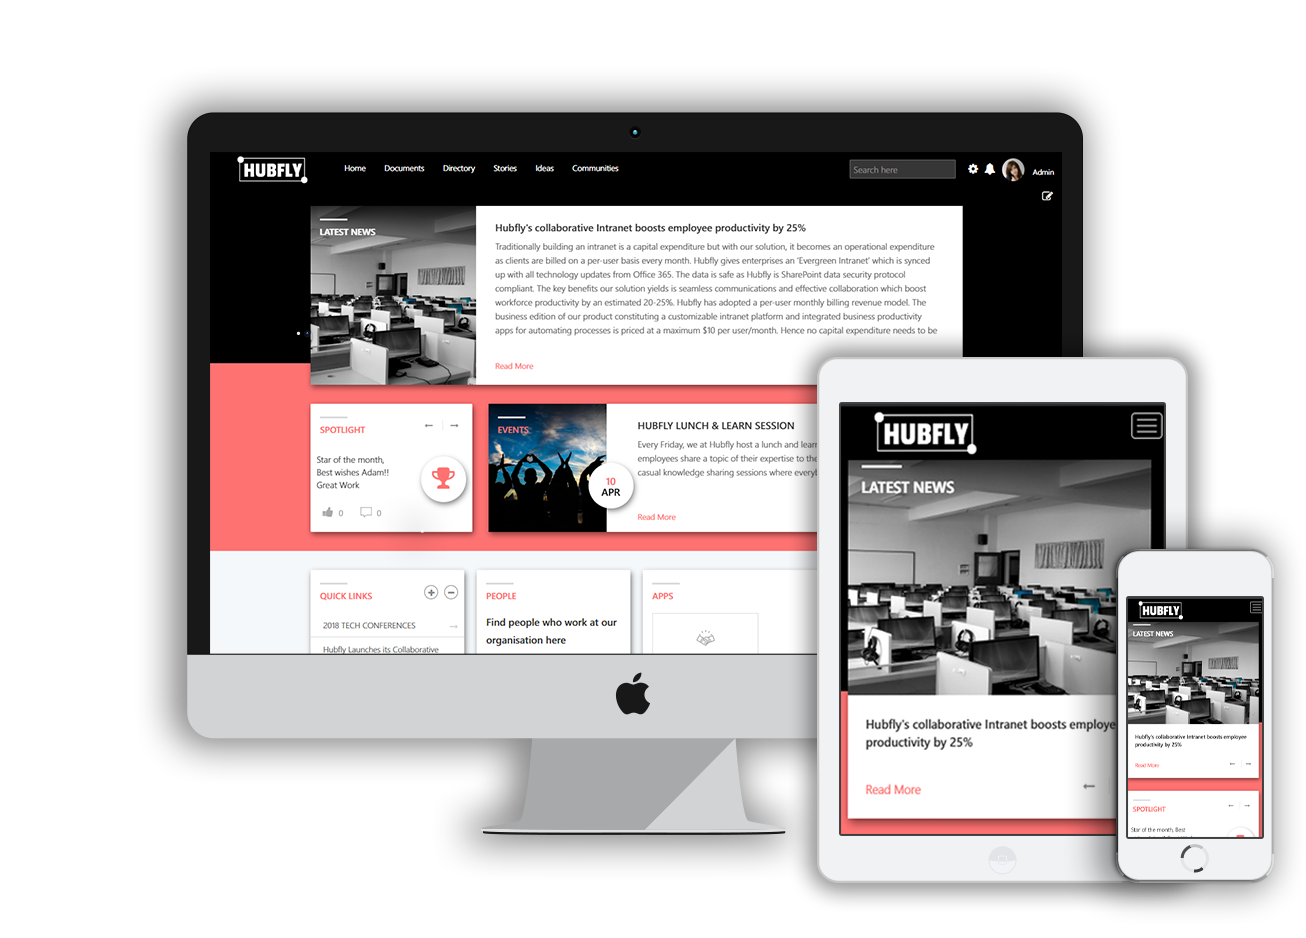 HUBFLY
Home Documents Directory Stories Ideas Communities
Search here
Admin
LATEST NEWS
Hubfly's collaborative Intranet boosts employee productivity by 25%
Traditionally building an intranet is a capital expenditure but with our solution, it becomes an operational expenditure
as clients are billed on a per-user basis every month. Hubfly gives enterprises an 'Evergreen Intranet' which is synced
up with all technology updates from Office 365. The data is safe as Hubfly is SharePoint data security protocol
compliant. The key benefits our solution yields is seamless communications and effective collaboration which boost
workforce productivity by an estimated 20-25%. Hubfly has adopted a per-user monthly billing revenue model. The
business edition of our product constituting a customizable intranet platform and integrated business productivity
apps for automating processes is priced at a maximum $10 per user/month. Hence no capital expenditure needs to be
Read More
SPOTLIGHT
Star of the month,
Best wishes Adam!!
Great Work
0 0
EVENTS
10
APR
HUBFLY LUNCH & LEARN SESSION
Every Friday, we at Hubfly host a lunch and learn
employees share a topic of their expertise to the
casual knowledge sharing sessions where everyb
Read More
QUICK LINKS
2018 TECH CONFERENCES
Hubfly Launches its Collaborative
PEOPLE
Find people who work at our
organisation here
APPS
HUBFLY
LATEST NEWS
Hubfly's collaborative Intranet boosts employe
productivity by 25%
Read More
HUBFLY
LATEST NEWS
Hubfly's collaborative Intranet boosts employee
productivity by 25%
Read More
SPOTLIGHT
Star of the month, Best